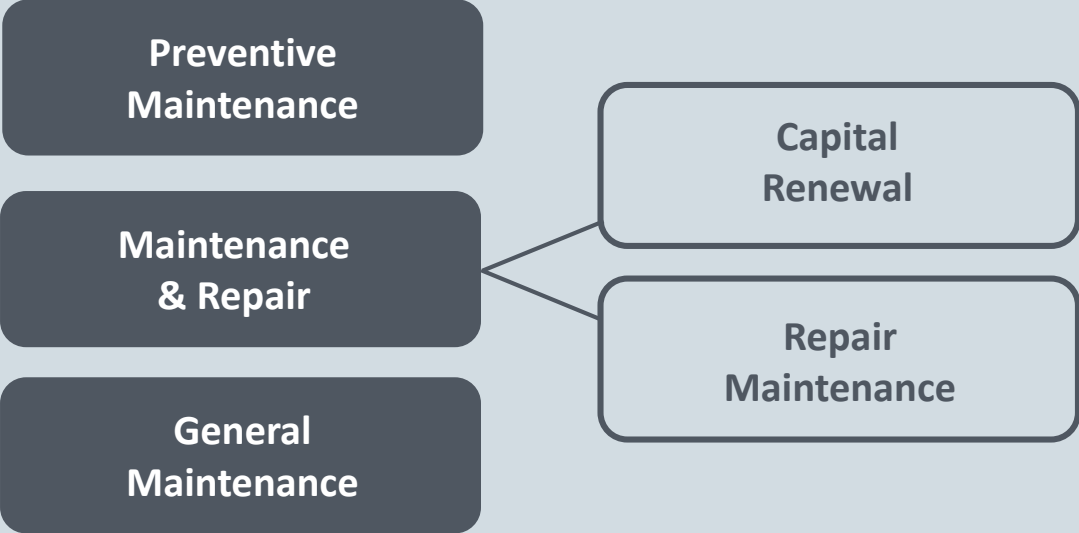 Preventive
Maintenance
Maintenance
& Repair
General
Maintenance
Capital
Renewal
Repair
Maintenance